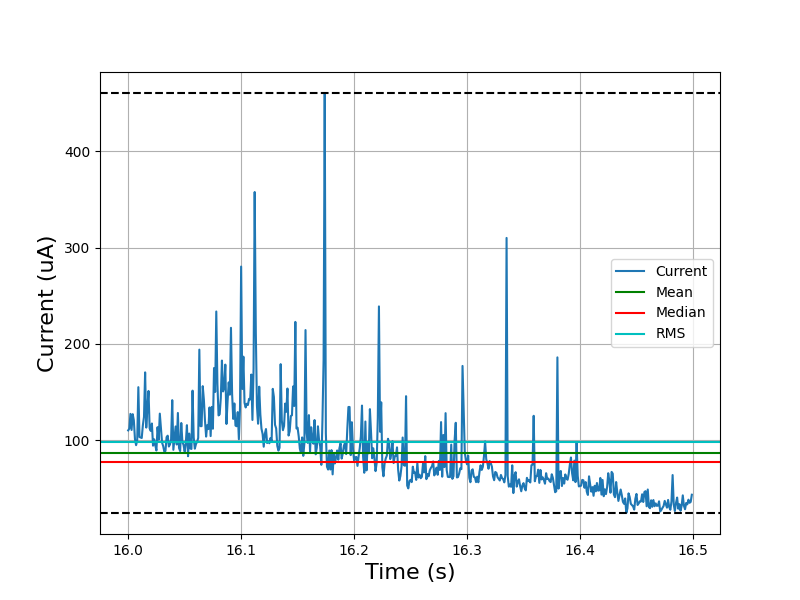 400
300
200
100
Current (uA)
Current
Mean
Median
RMS
16.0 16.1 16.2 16.3 16.4 16.5
Time (s)